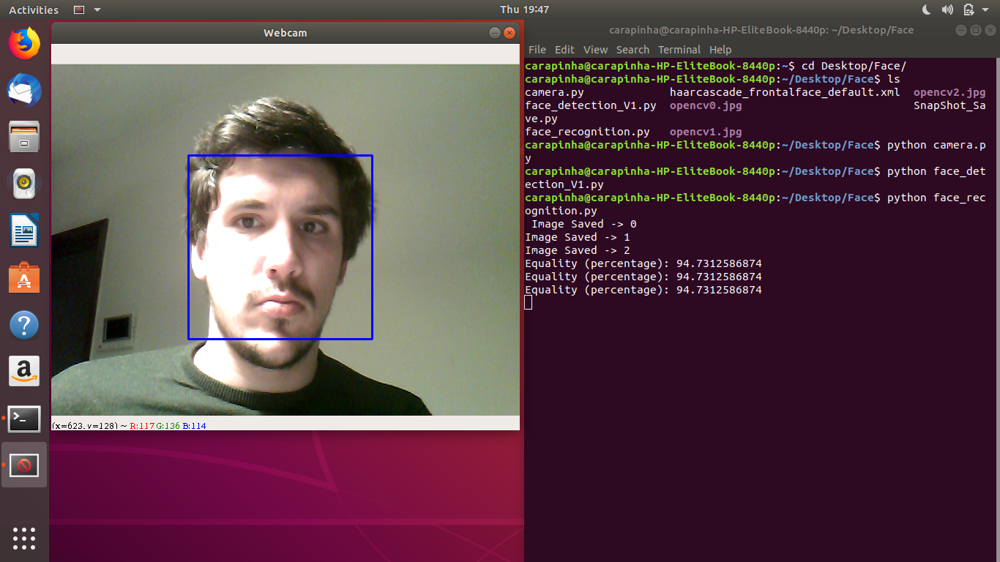 Activities
Thu 19:47
Webcam
(x=623, y=128) ~ R:117 G:136 B:114
carapinha@carapinha-HP-EliteBook-8440p: ~/Desktop/Face
File Edit View Search Terminal Help
carapinha@carapinha-HP-EliteBook-8440p:~$ cd Desktop/Face/
carapinha@carapinha-HP-EliteBook-8440p:~/Desktop/Face$ ls
camera.py haarcascade_frontalface_default.xml opencv2.jpg
face_detection_V1.py opencv0.jpg SnapShot_Sa
ve.py
face_recognition.py opencv1.jpg
carapinha@carapinha-HP-EliteBook-8440p:~/Desktop/Face$ python camera.p
y
carapinha@carapinha-HP-EliteBook-8440p:~/Desktop/Face$ python face_det
ection_V1.py
carapinha@carapinha-HP-EliteBook-8440p:~/Desktop/Face$ python face_rec
ognition.py
Image Saved -> 0
Image Saved -> 1
Image Saved -> 2
Equality (percentage): 94.7312586874
Equality (percentage): 94.7312586874
Equality (percentage): 94.7312586874